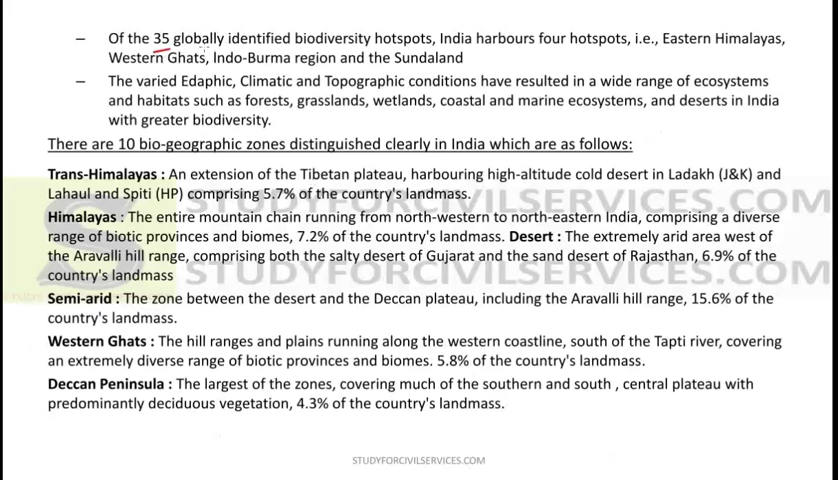 – Of the 35 globally identified biodiversity hotspots, India harbours four hotspots, i.e., Eastern Himalayas,
Western Ghats, Indo-Burma region and the Sundaland
– The varied Edaphic, Climatic and Topographic conditions have resulted in a wide range of ecosystems
and habitats such as forests, grasslands, wetlands, coastal and marine ecosystems, and deserts in India
with greater biodiversity.
There are 10 bio-geographic zones distinguished clearly in India which are as follows:
Trans-Himalayas : An extension of the Tibetan plateau, harbouring high-altitude cold desert in Ladakh (J&K) and
Lahaul and Spiti (HP) comprising 5.7% of the country's landmass.
STUDYFORCIVILSERVICES.COM
Himalayas : The entire mountain chain running from north-western to north-eastern India, comprising a diverse
range of biotic provinces and biomes, 7.2% of the country's landmass. Desert : The extremely arid area west of
the Aravalli hill range, comprising both the salty desert of Gujarat and the sand desert of Rajasthan, 6.9% of the
country's landmass
STUDYFORCIVILSERVICES.COM
Semi-arid : The zone between the desert and the Deccan plateau, including the Aravalli hill range, 15.6% of the
country's landmass.
Western Ghats : The hill ranges and plains running along the western coastline, south of the Tapti river, covering
an extremely diverse range of biotic provinces and biomes. 5.8% of the country's landmass.
Deccan Peninsula : The largest of the zones, covering much of the southern and south , central plateau with
predominantly deciduous vegetation, 4.3% of the country's landmass.
STUDYFORCIVILSERVICES.COM